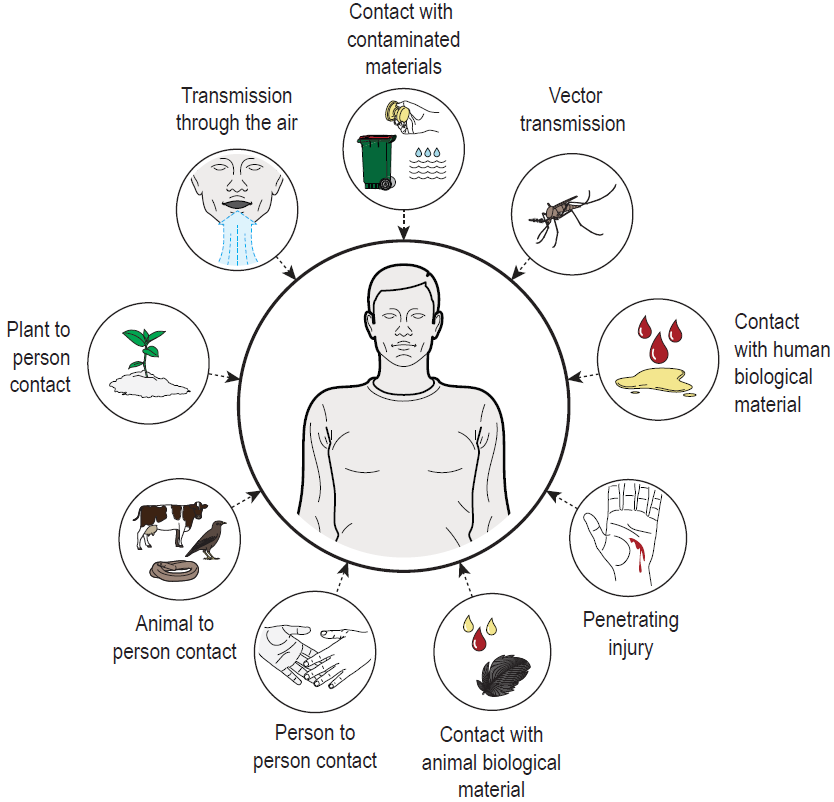 Contact with
contaminated
materials
Transmission
through the air
Vector
transmission
Plant to
person
contact
Contact
with human
biological
material
Animal to
person contact
Penetrating
injury
Person to
person contact
Contact with
animal biological
material